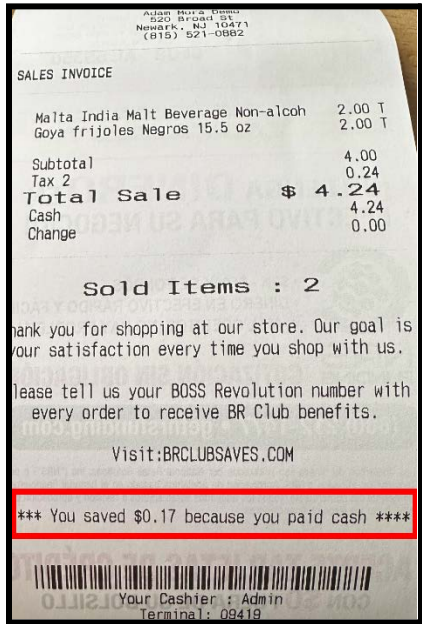 Adam Mora Demo
520 Broad St
Newark, NJ 10471
(815) 521-0882
SALES INVOICE
Malta India Malt Beverage Non-alcoh 2.00 T
Goya frijoles Negros 15.5 oz 2.00 T
Subtotal 4.00
Tax 2 0.24
Total Sale $ 4.24
Cash 4.24
Change 0.00
Sold Items : 2
hank you for shopping at our store. Our goal is
your satisfaction every time you shop with us.
lease tell us your BOSS Revolution number with
every order to receive BR Club benefits.
Visit:BRCLUBSAVES.COM
*** You saved $0.17 because you paid cash ****
Your Cashier : Admin
Terminal: 09419